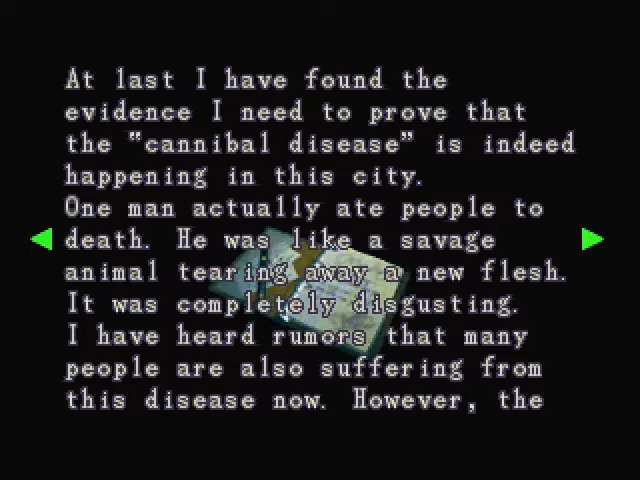 At last I have found the
evidence I need to prove that
the "cannibal disease" is indeed
happening in this city.
One man actually ate people to
death. He was like a savage
animal tearing away a new flesh.
It was completely disgusting.
I have heard rumors that many
people are also suffering from
this disease now. However, the